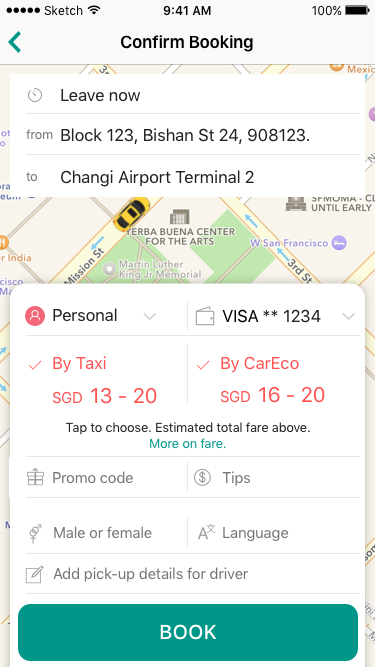 Sketch 9:41 AM 100%
Confirm Booking
Mexico
Leave now
from Block 123, Bishan St 24, 908123.
to Changi Airport Terminal 2
SFMOMA - CL
UNTIL EARLY
YERBA BUENA CENTER
FOR THE ARTS
W San Francisco
er India
Mission St
Martin Luther
King Jr Memorial
3rd St
Personal VISA ** 1234
By Taxi By CarEco
SGD 13 - 20 SGD 16 - 20
Tap to choose. Estimated total fare above.
More on fare.
Promo code Tips
Male or female Language
Add pick-up details for driver
BOOK